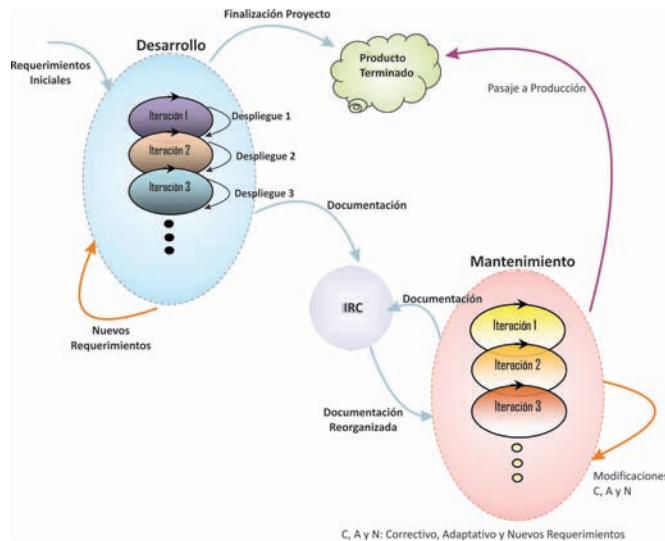 Finalización Proyecto
Desarrollo
Requerimientos
Iniciales
Producto
Terminado
Pasaje a Producción
Iteración 1
Despliegue 1
Iteración 2
Despliegue 2
Iteración 3
Despliegue 3
Documentación
Mantenimiento
Nuevos
Requerimientos
IRC
Documentación
Iteración 1
Iteración 2
Iteración 3
Documentación
Reorganizada
Modificaciones
C, A y N
C, A y N: Correctivo, Adaptativo y Nuevos Requerimientos